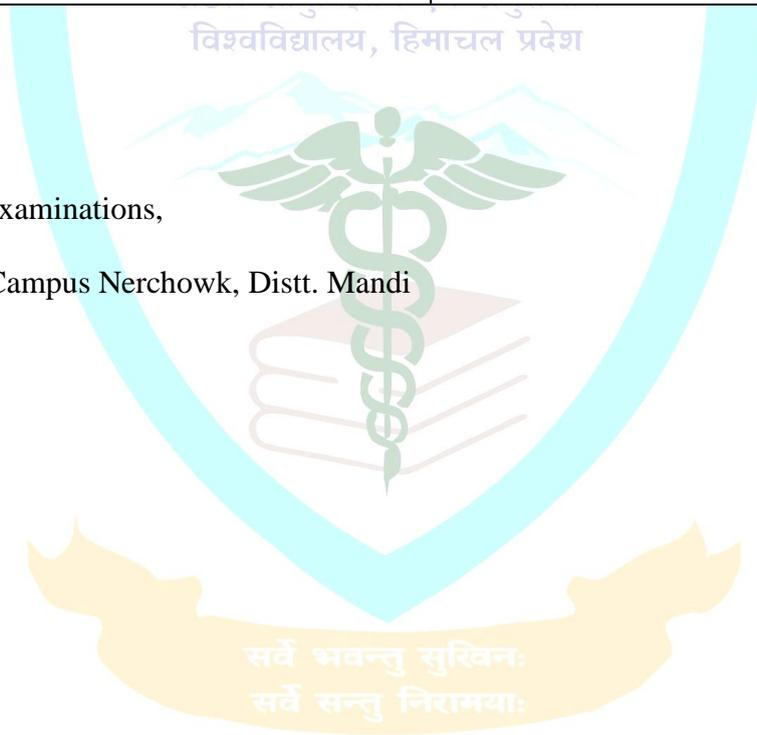 विश्वविद्यालय, हिमाचल प्रदेश
xaminations,
Campus Nerchowk, Distt. Mandi
सर्वे भवन्तु सुखिनः
सर्वे सन्तु निरामयाः